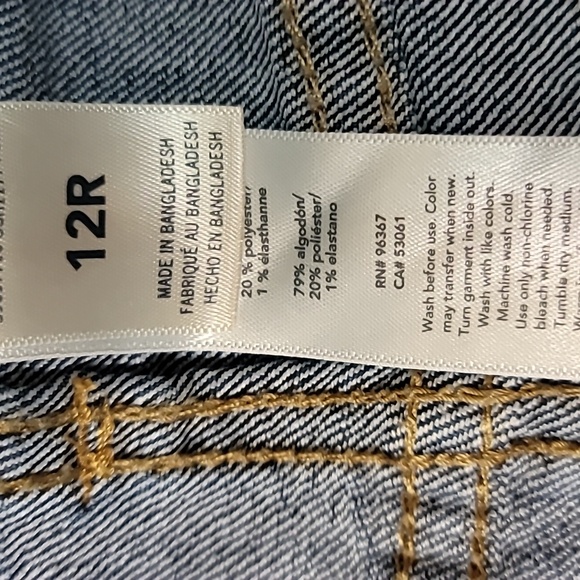 12R
MADE IN BANGLADESH
FABRIQUÉ AU BANGLADESH
HECHO EN BANGLADESH
20 % polyester/
1 % élasthanne
79% algodón/
20% poliéster/
1% elastano
RN# 96367
CA# 53061
Wash before use. Color
may transfer when new.
Turn garment inside out.
Wash with like colors.
Machine wash cold.
Use only non-chlorine
bleach when needed.
Tumble dry medium.